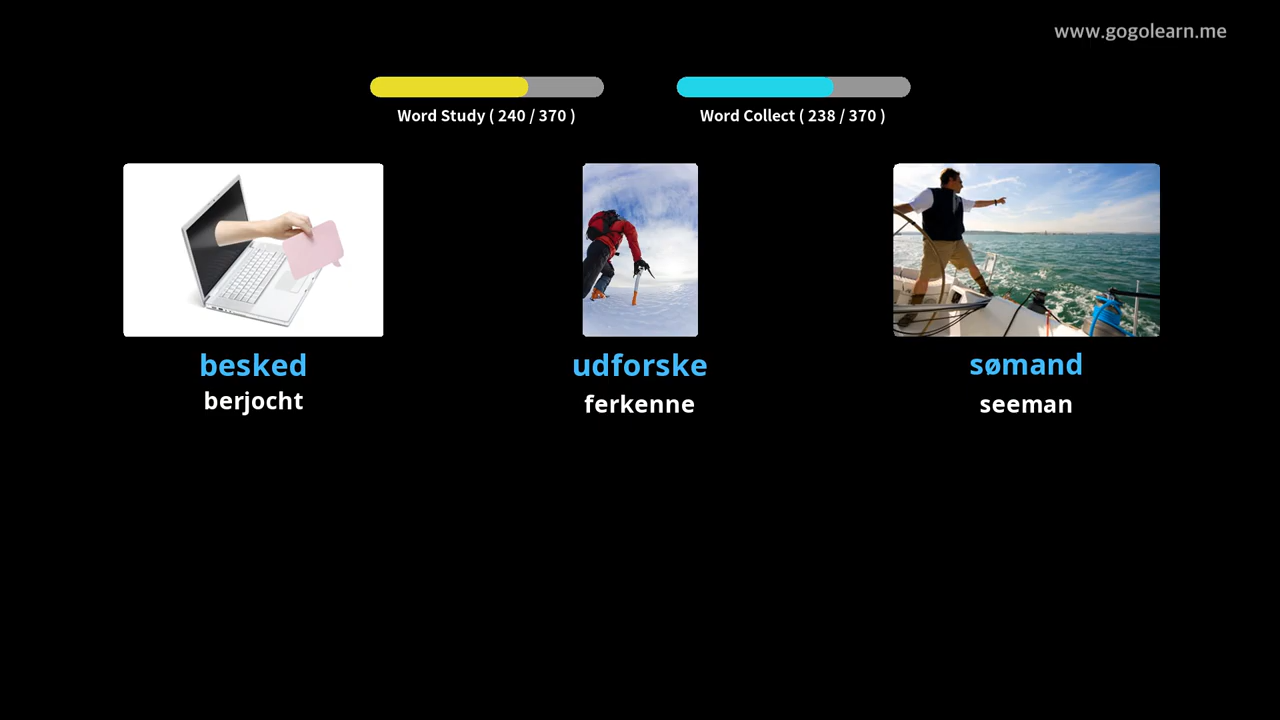 www.gogolearn.me
Word Study ( 240 / 370 )
Word Collect ( 238 / 370 )
besked
berjocht
udforske
ferkenne
sømand
seeman